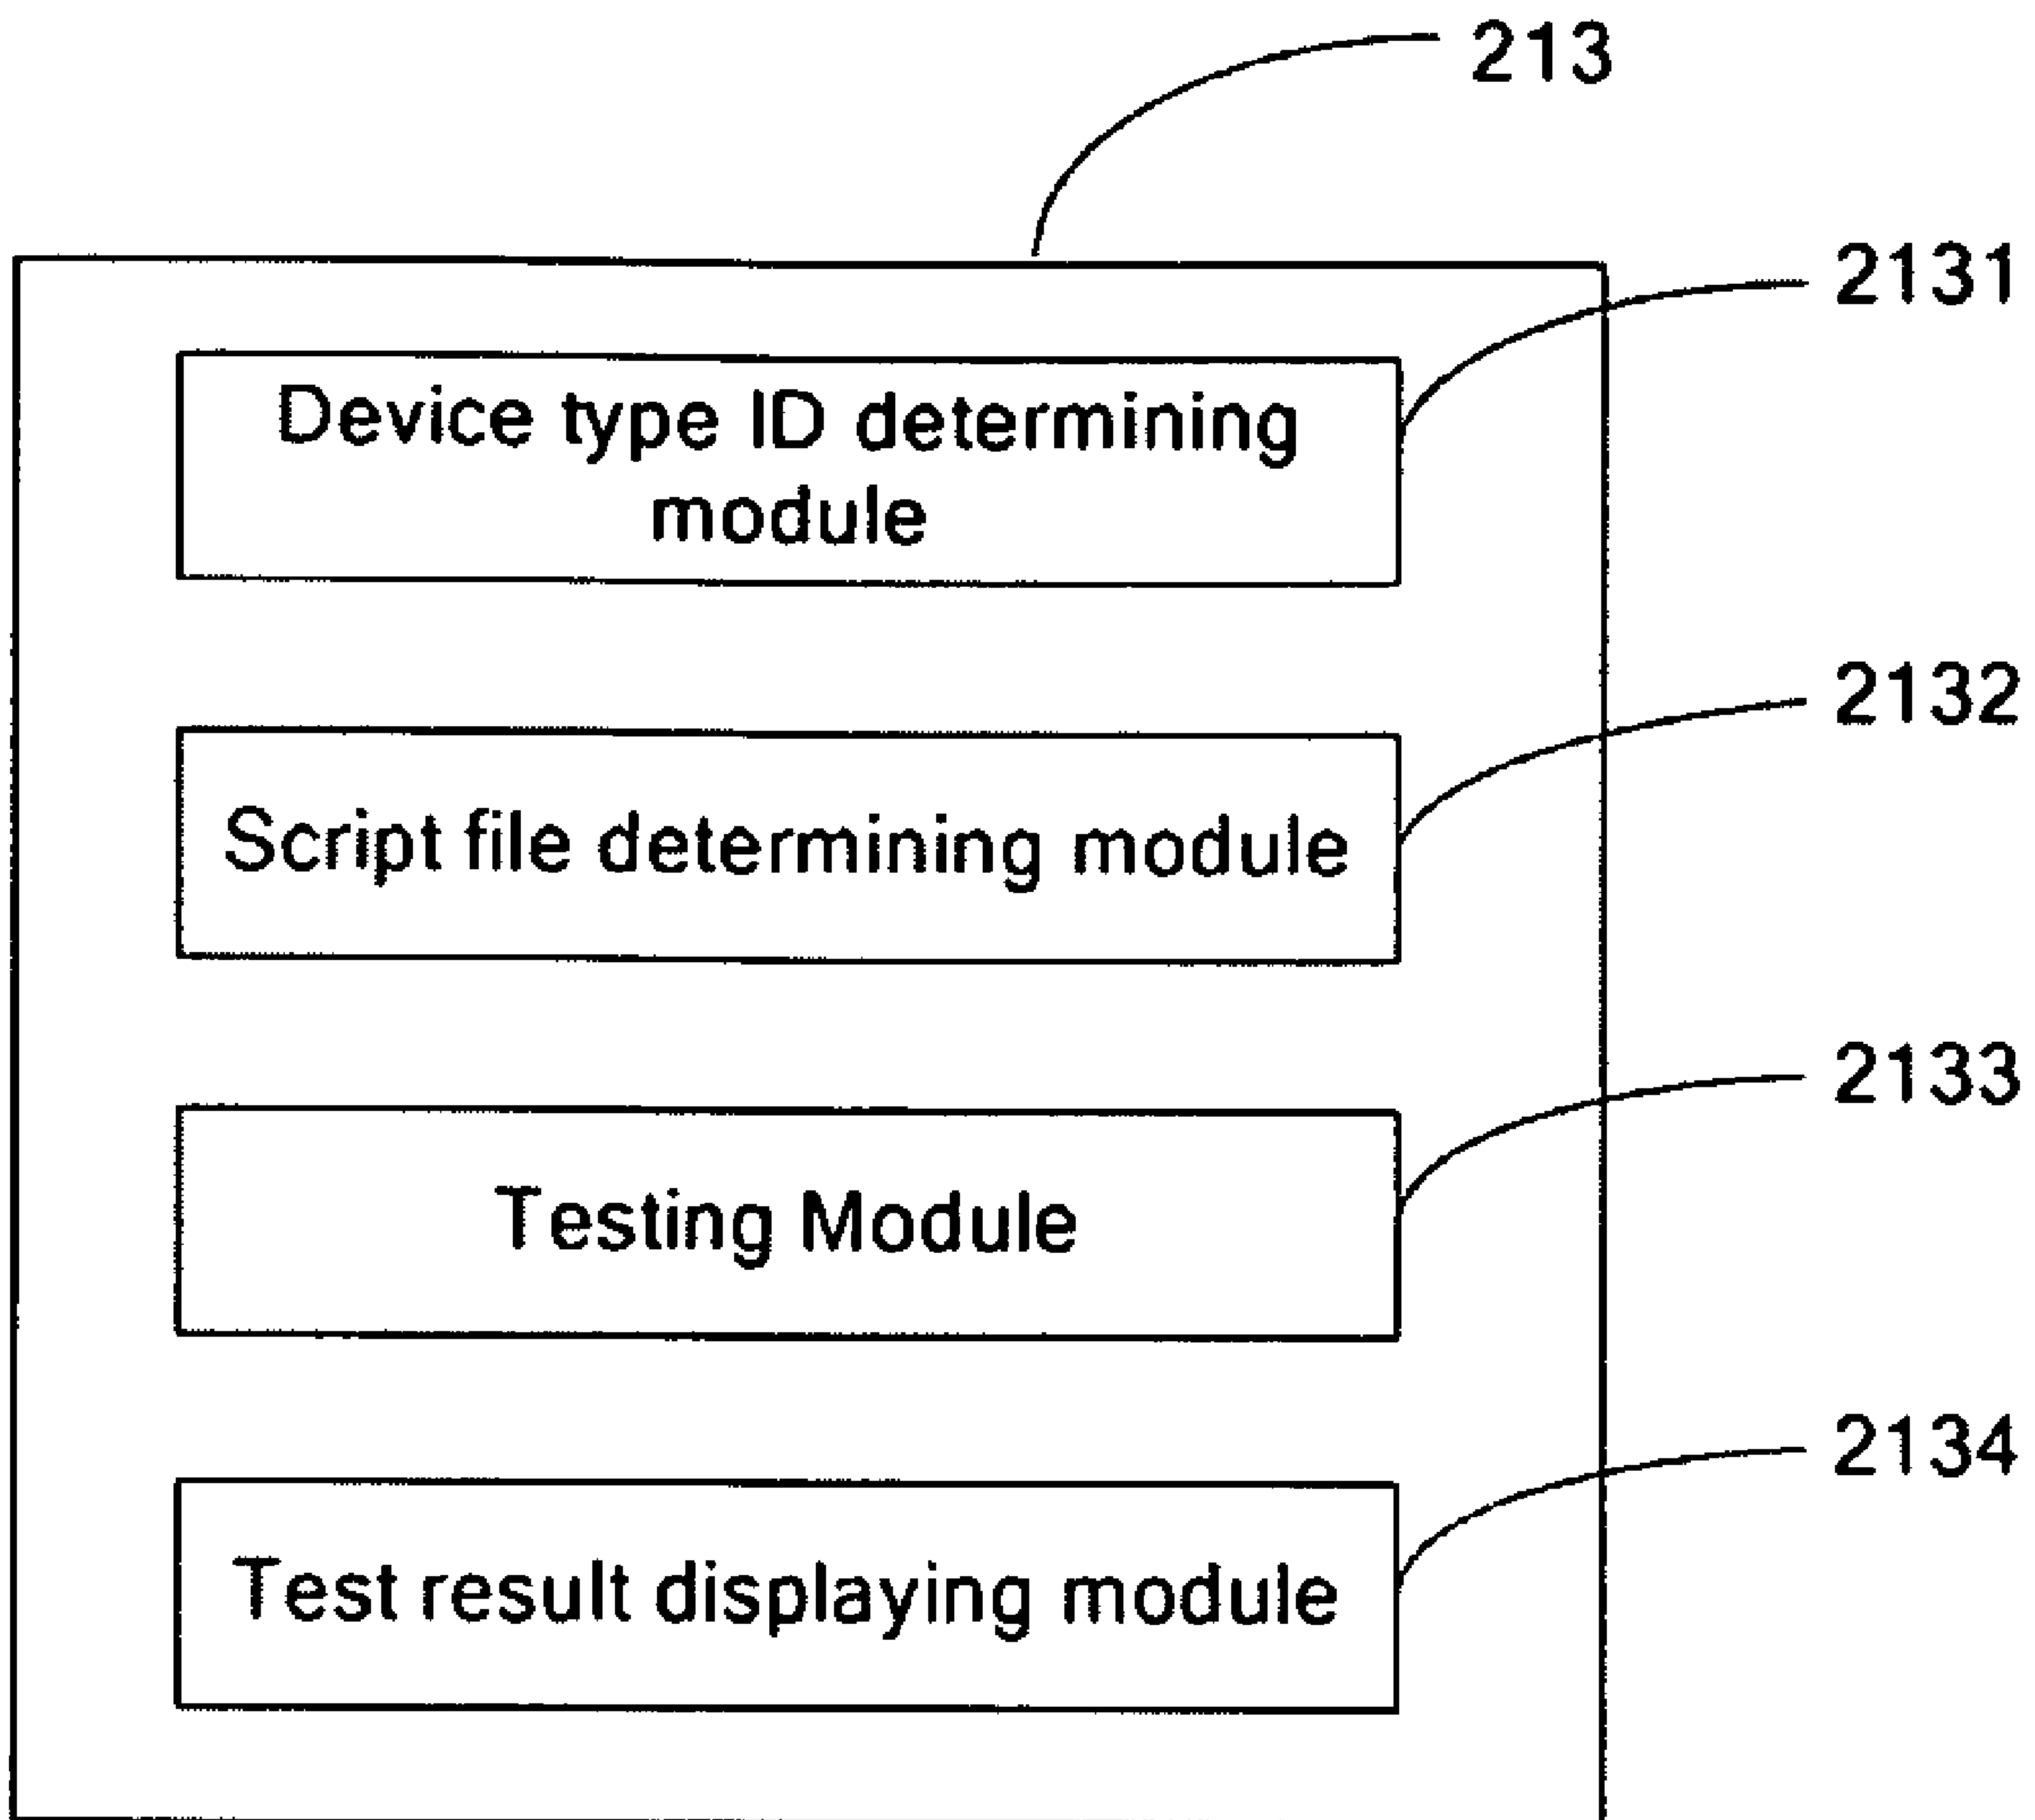 213
2131
Device type ID determining
module
2132
Script file determining module
2133
Testing Module
2134
Test result displaying module